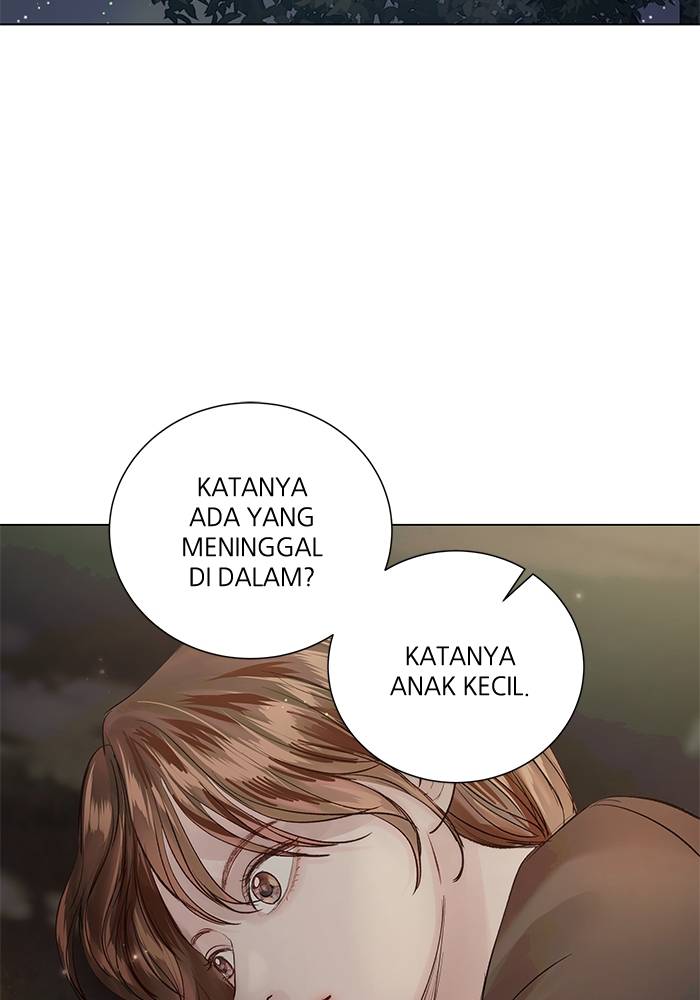 KATANYA
ADA YANG
MENINGGAL
DI DALAM?
KATANYA
ANAK KECIL.